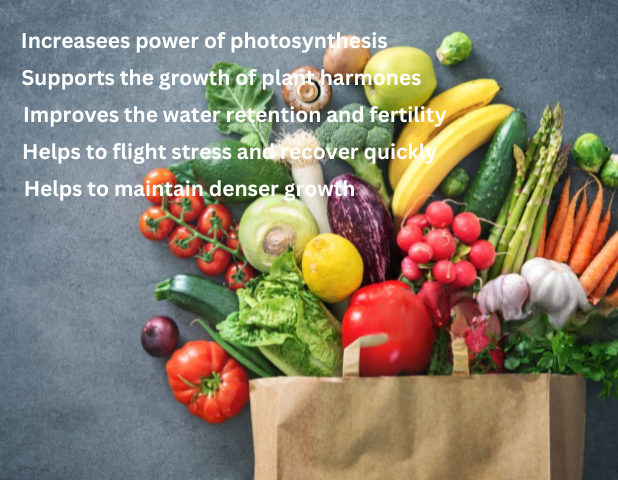 Increasees power of photosynthesis
Supports the growth of plant harmones
Improves the water retention and fertility
Helps to flight stress and recover quickly
Helps to maintain denser growth